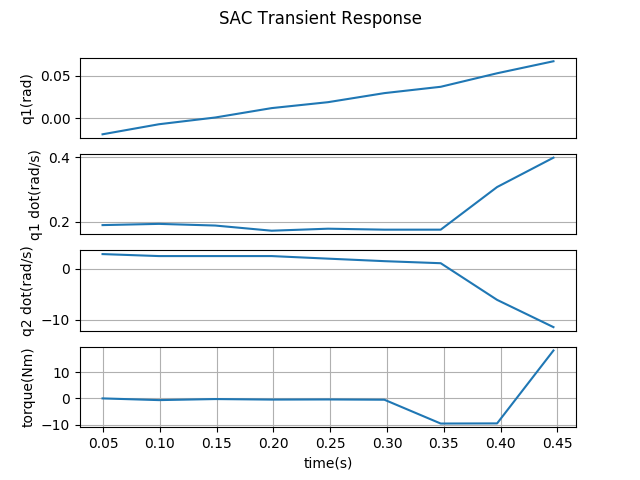 SAC Transient Response
q1(rad)
0.05
0.00
q1 dot(rad/s)
0.4
0.2
q2 dot(rad/s)
0
−10
torque(Nm)
10
0
−10
0.05 0.10 0.15 0.20 0.25 0.30 0.35 0.40 0.45
time(s)